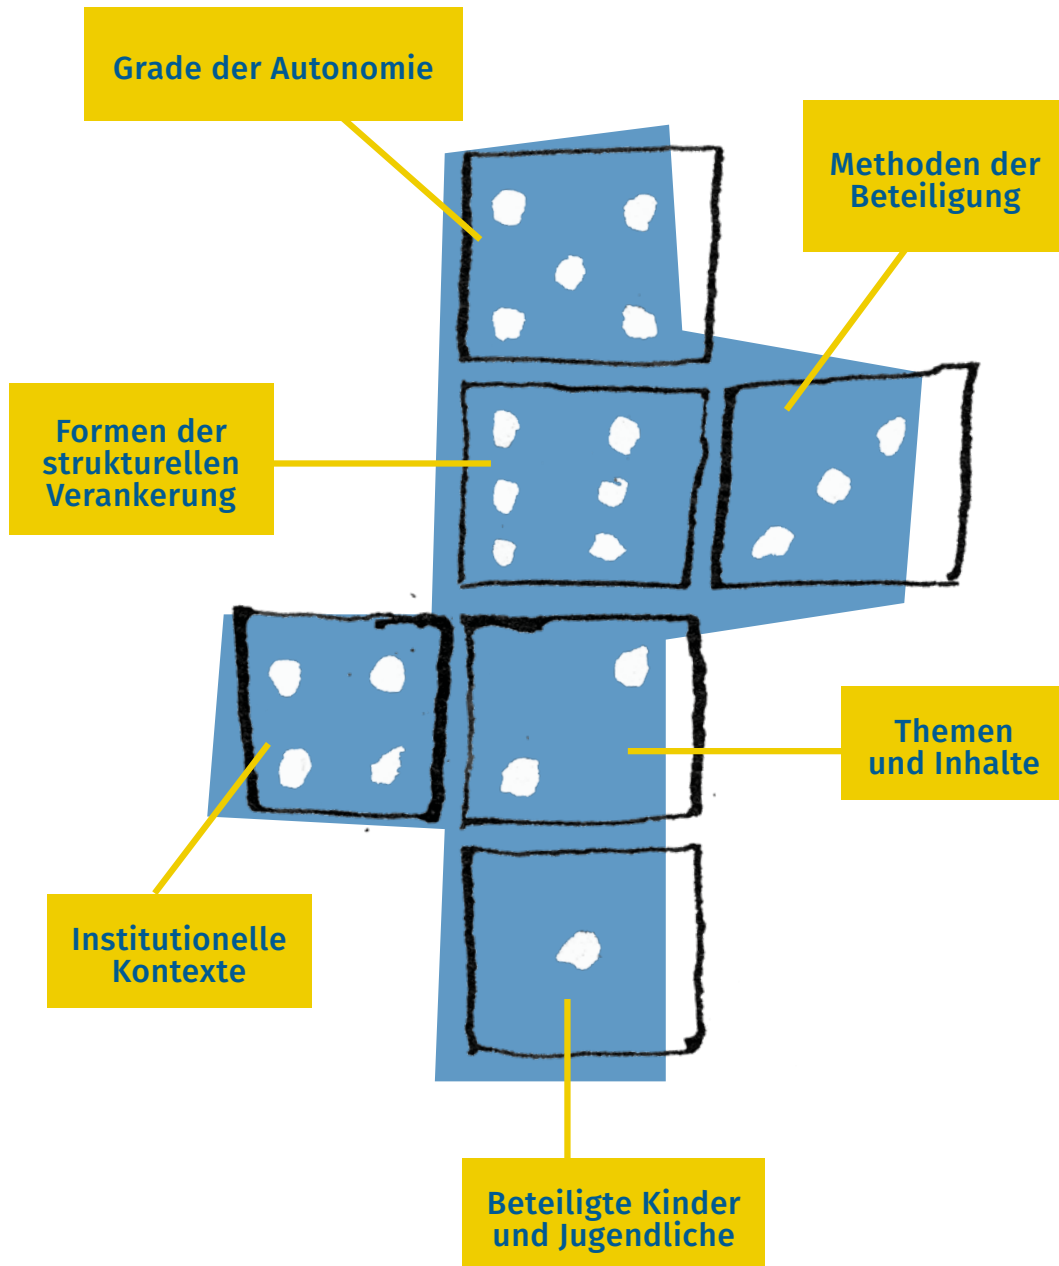 Grade der Autonomie
Methoden der
Beteiligung
Formen der
strukturellen
Verankerung
Themen
und Inhalte
Institutionelle
Kontexte
Beteiligte Kinder
und Jugendliche